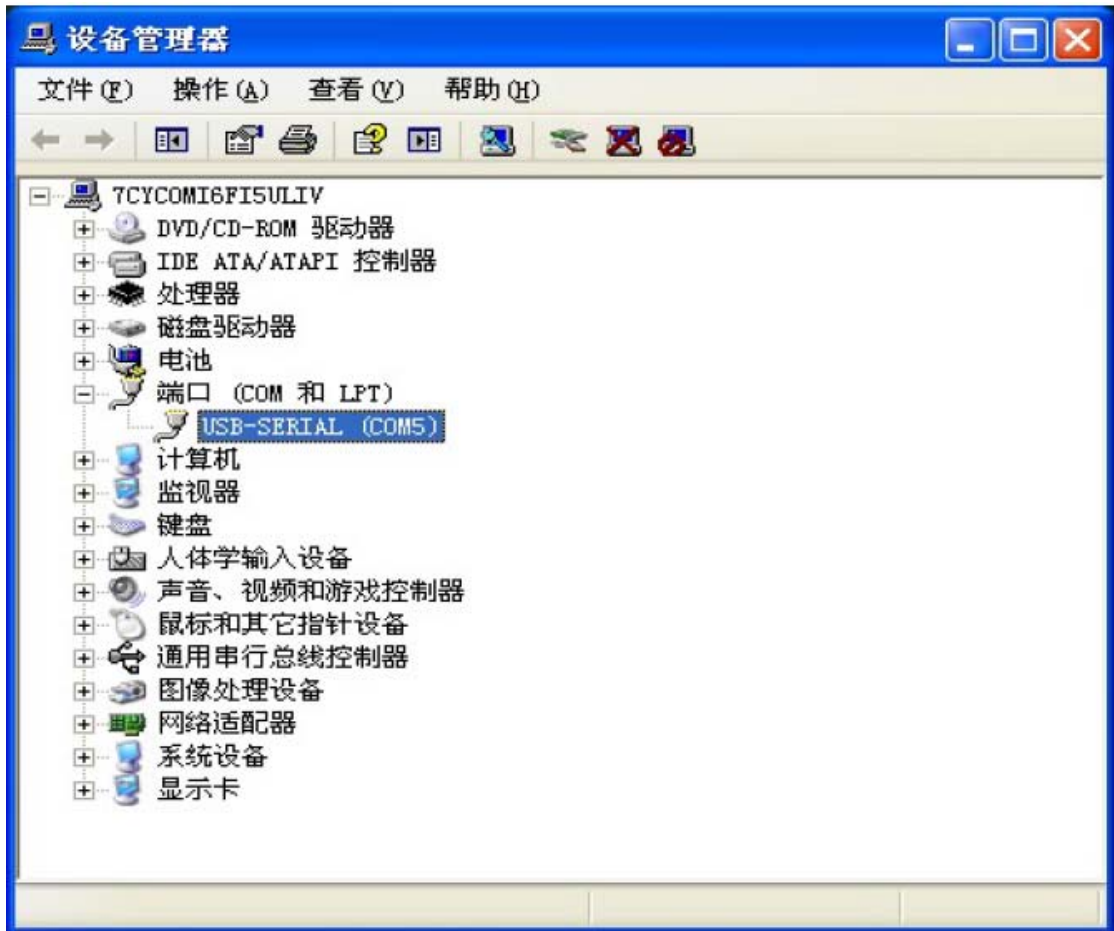 设备管理器
文件(F) 操作(A) 查看(V) 帮助(H)
7CYCOMI6FI5ULIV
DVD/CD-ROM 驱动器
IDE ATA/ATAPI 控制器
处理器
磁盘驱动器
电池
端口 (COM 和 LPT)
USB-SERIAL (COM5)
计算机
监视器
键盘
人体学输入设备
声音、视频和游戏控制器
鼠标和其它指针设备
通用串行总线控制器
图像处理设备
网络适配器
系统设备
显示卡